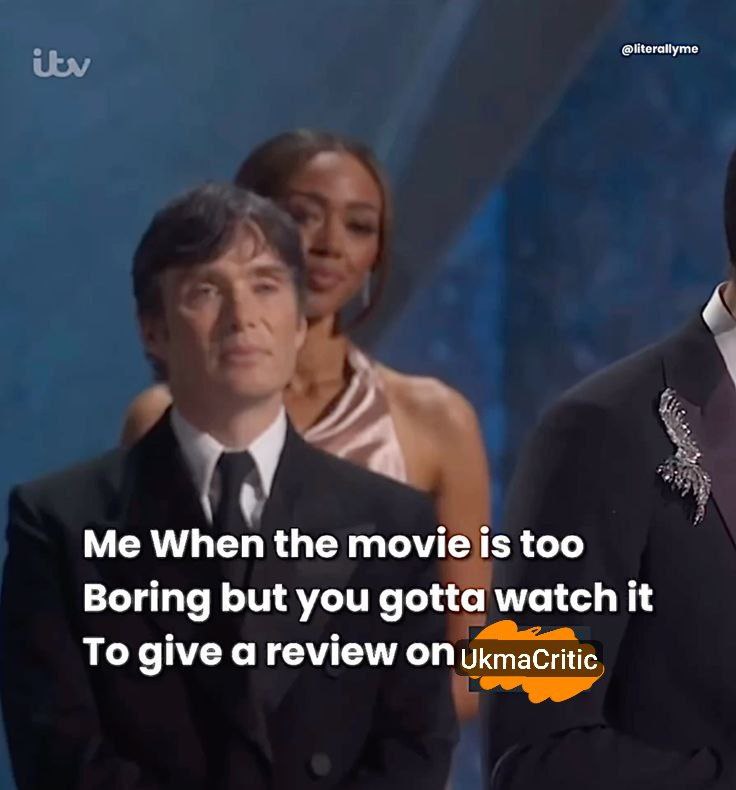 itv
@literallyme
Me When the movie is too
Boring but you gotta watch it
To give a review on UkmaCritic